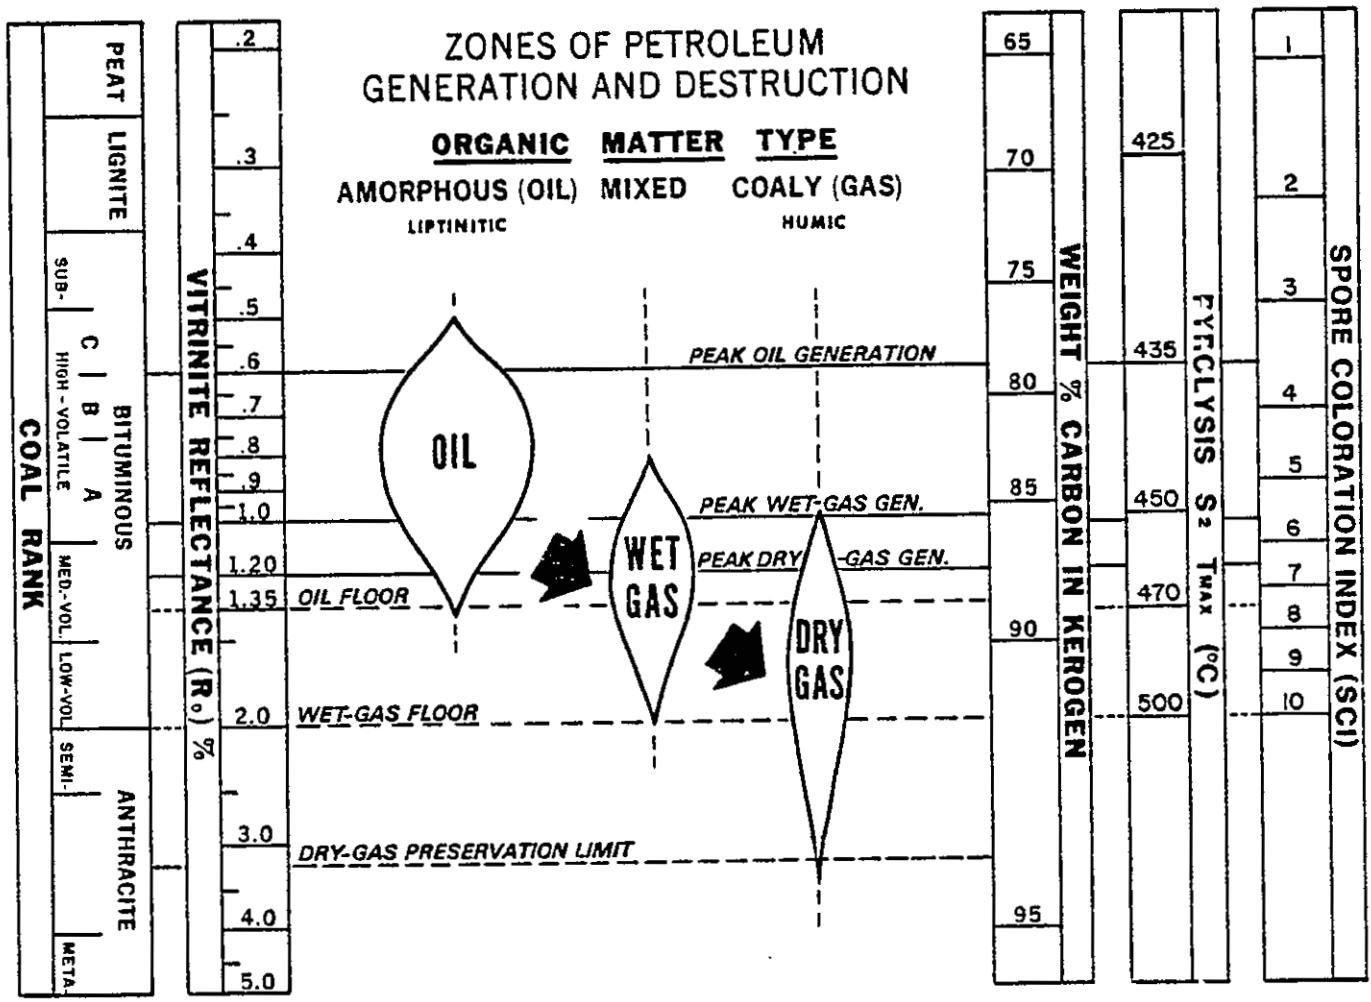 ZONES OF PETROLEUM
GENERATION AND DESTRUCTION
ORGANIC MATTER TYPE
AMORPHOUS (OIL) MIXED COALY (GAS)
LIPTINITIC HUMIC
COAL RANK
PEAT
LIGNITE
BITUMINOUS
ANTHRACITE
SUB-
HIGH-VOLATILE
C
B
A
MED.-VOL.
LOW-VOL.
SEMI-
META-
VITRINITE REFLECTANCE (Ro) %
.2
.3
.4
.5
.6
.7
.8
.9
1.0
1.20
1.35
2.0
3.0
4.0
5.0
PEAK OIL GENERATION
OIL
PEAK WET-GAS GEN.
WET
GAS
PEAK DRY-GAS GEN.
OIL FLOOR
DRY
GAS
WET-GAS FLOOR
DRY-GAS PRESERVATION LIMIT
65
70
75
80
85
90
95
WEIGHT % CARBON IN KEROGEN
425
435
450
470
500
PYROLYSIS S2 TMAX (°C)
1
2
3
4
5
6
7
8
9
10
SPORE COLORATION INDEX (SCI)